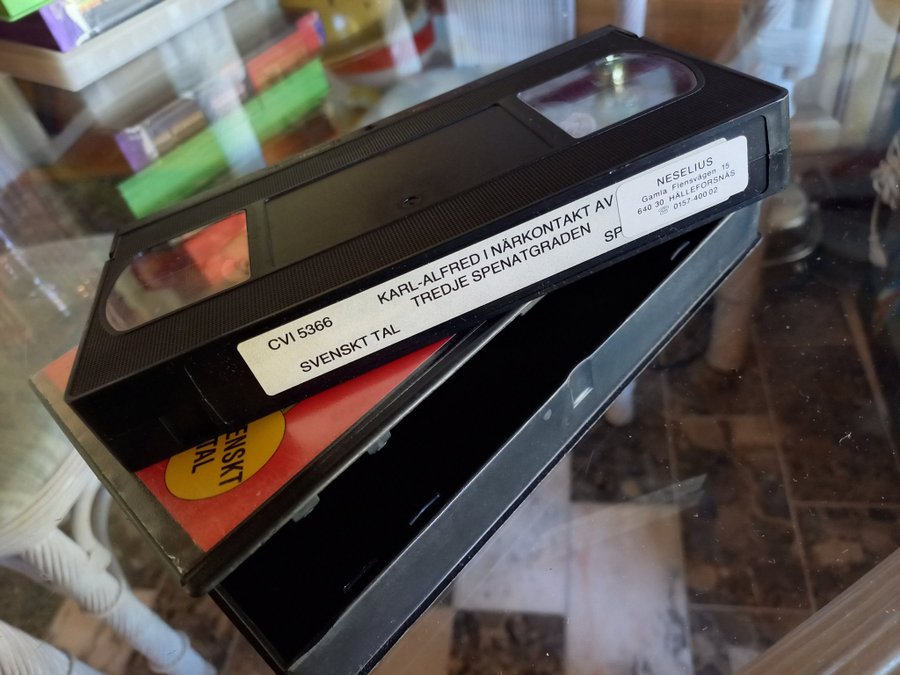 CVI 5366
KARL-ALFRED I NÄRKONTAKT AV
TREDJE SPENATGRADEN
SVENSKT TAL
SP
NESELIUS
Gamla Flensvägen 15
640 30 HÄLLEFORSNÄS
☏ 0157-400 02
ENSKT
TAL